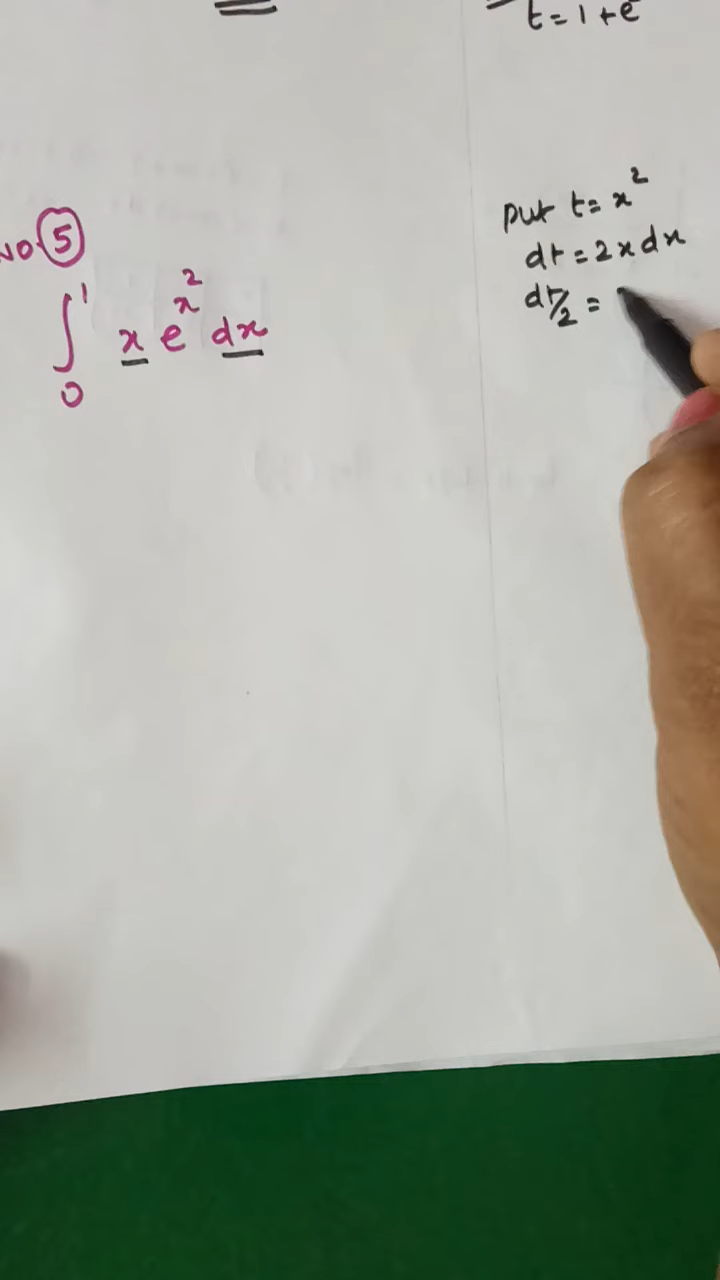 t = 1 + e
NO. 5
∫₀¹ x e^x² dx
put t = x²
dt = 2x dx
dt/2 =